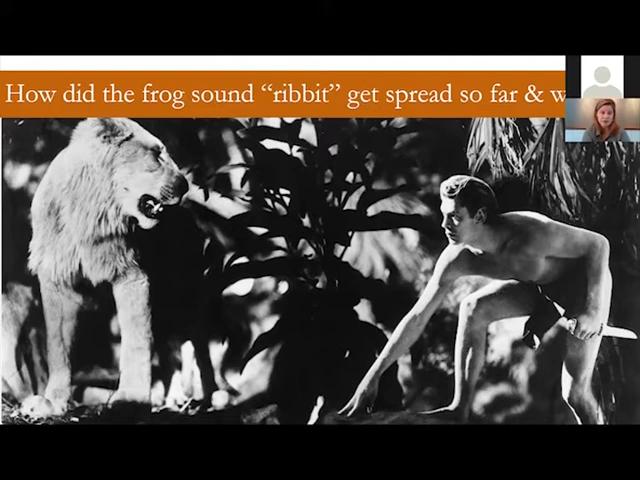 How did the frog sound “ribbit” get spread so far & w